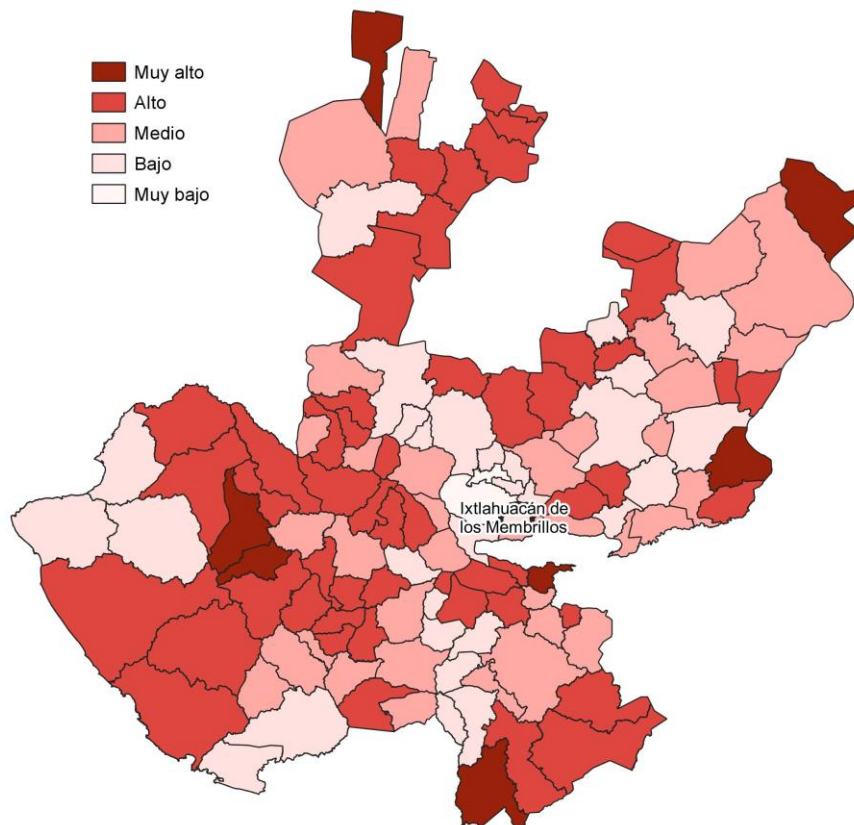 Muy alto
Alto
Medio
Bajo
Muy bajo
Ixtlahuacán de
los Membrillos